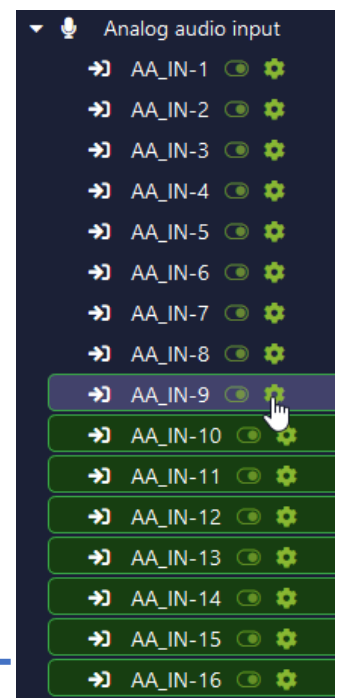 Analog audio input
AA_IN-1
AA_IN-2
AA_IN-3
AA_IN-4
AA_IN-5
AA_IN-6
AA_IN-7
AA_IN-8
AA_IN-9
AA_IN-10
AA_IN-11
AA_IN-12
AA_IN-13
AA_IN-14
AA_IN-15
AA_IN-16